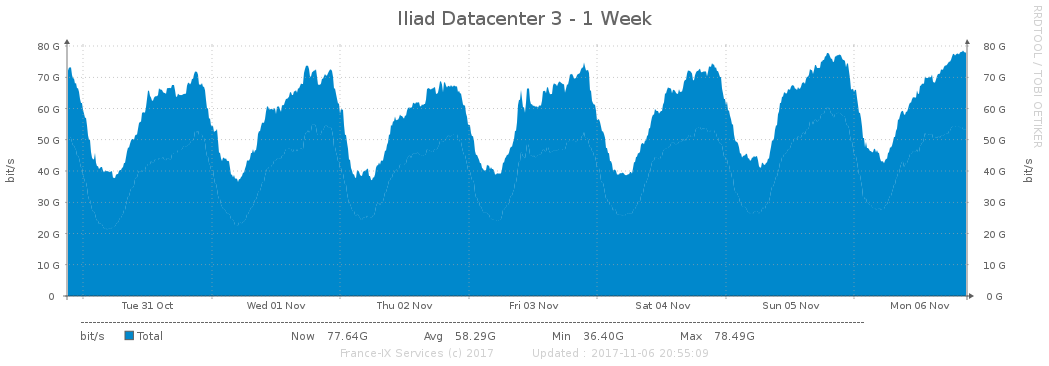 Iliad Datacenter 3 - 1 Week
RRDTOOL / TOBI OETIKER
bit/s
80 G
70 G
60 G
50 G
40 G
30 G
20 G
10 G
0
80 G
70 G
60 G
50 G
40 G
30 G
20 G
10 G
0 G
bit/s
Tue 31 Oct Wed 01 Nov Thu 02 Nov Fri 03 Nov Sat 04 Nov Sun 05 Nov Mon 06 Nov
bit/s Total Now 77.64G Avg 58.29G Min 36.40G Max 78.49G
France-IX Services (c) 2017 Updated : 2017-11-06 20:55:09